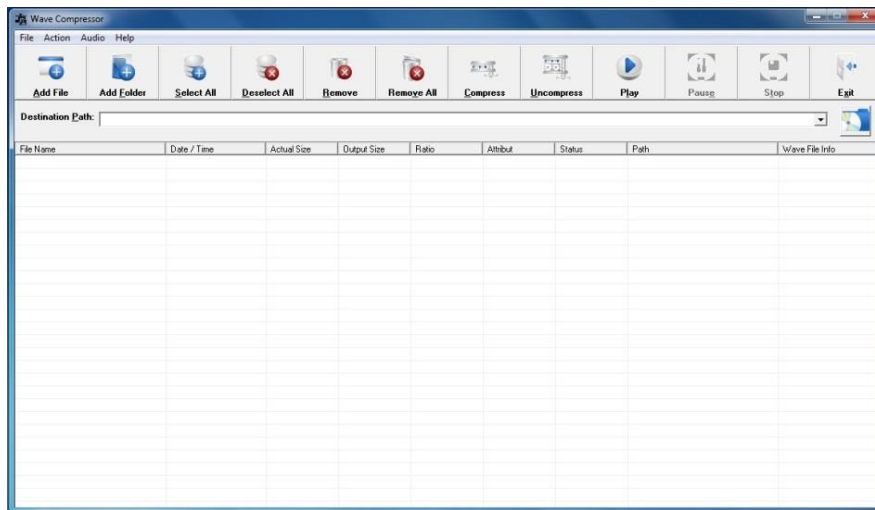 Wave Compressor
File Action Audio Help
Add File Add Folder Select All Deselect All Remove Remove All Compress Uncompress Play Pause Stop Exit
Destination Path:
File Name Date / Time Actual Size Output Size Ratio Attribut Status Path Wave File Info